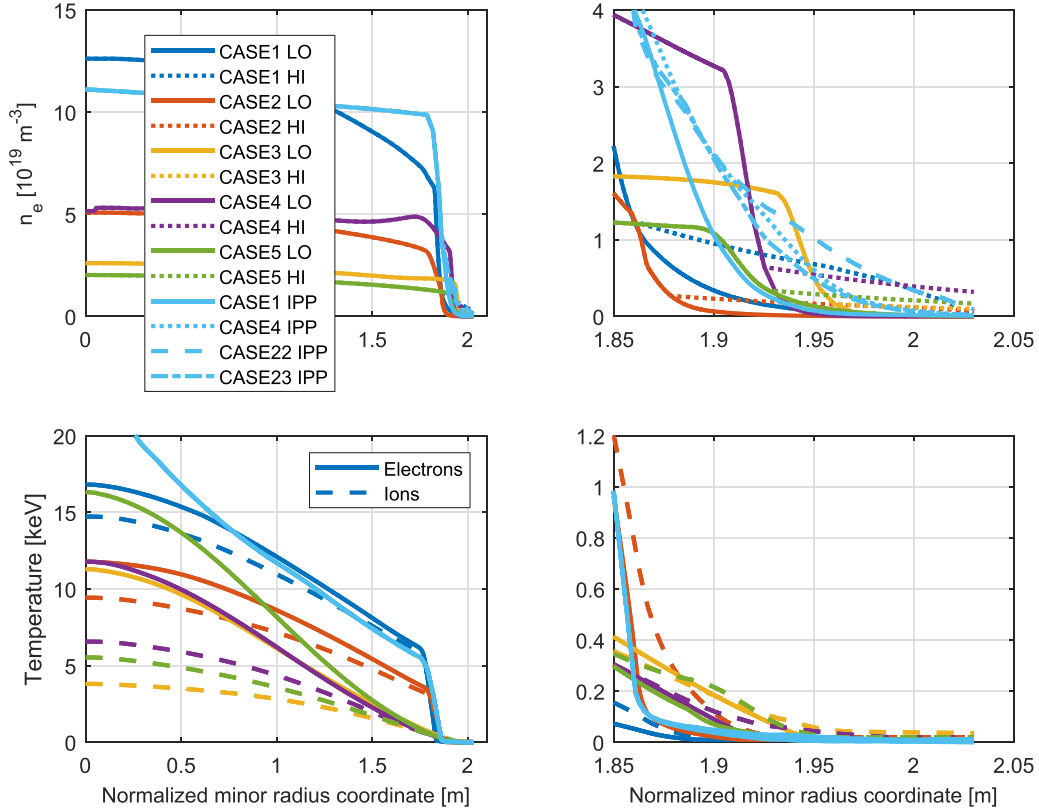 15
10
5
0
n_e [10^19 m^-3]
CASE1 LO
CASE1 HI
CASE2 LO
CASE2 HI
CASE3 LO
CASE3 HI
CASE4 LO
CASE4 HI
CASE5 LO
CASE5 HI
CASE1 IPP
CASE4 IPP
CASE22 IPP
CASE23 IPP
0 0.5 1 1.5 2
4
3
2
1
0
1.85 1.9 1.95 2 2.05
20
15
10
5
0
Temperature [keV]
Electrons
Ions
0 0.5 1 1.5 2
Normalized minor radius coordinate [m]
1.2
1
0.8
0.6
0.4
0.2
0
1.85 1.9 1.95 2 2.05
Normalized minor radius coordinate [m]